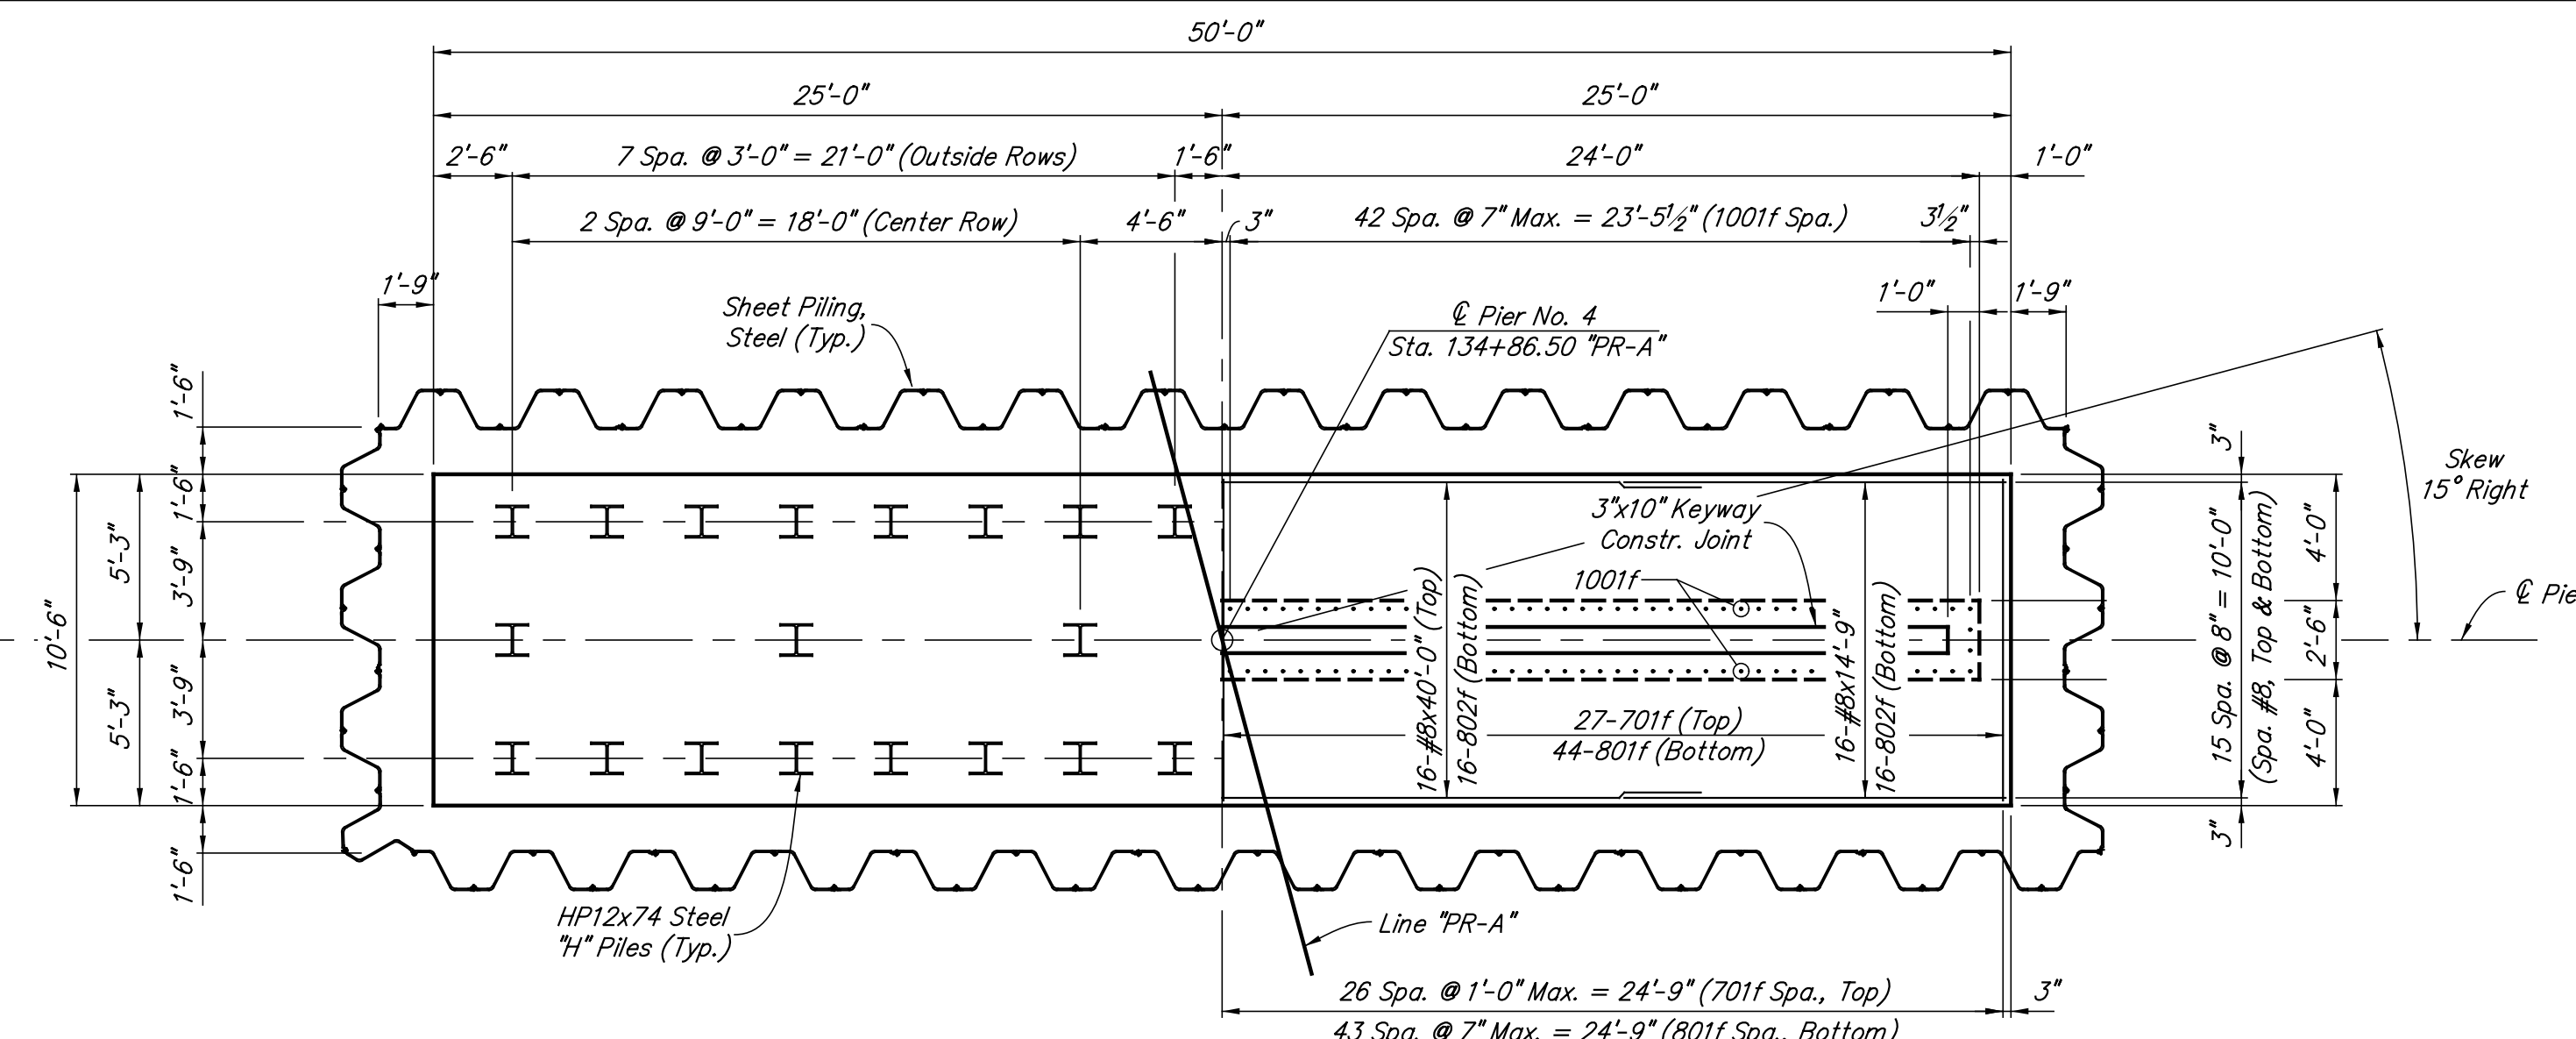 50'-0"
25'-0" 25'-0"
2'-6" 7 Spa. @ 3'-0" = 21'-0" (Outside Rows) 1'-6" 24'-0" 1'-0"
2 Spa. @ 9'-0" = 18'-0" (Center Row) 4'-6" 3" 42 Spa. @ 7" Max. = 23'-5½" (1001f Spa.) 3½"
1'-9" 1'-0" 1'-9"
Sheet Piling,
Steel (Typ.)
℄ Pier No. 4
Sta. 134+86.50 "PR-A"
1'-6"
1'-6"
3'-9"
3'-9"
1'-6"
1'-6"
5'-3"
5'-3"
10'-6"
3"x10" Keyway
Constr. Joint
1001f
16-#8x40'-0" (Top)
16-802f (Bottom)
16-#8x14'-9"
16-802f (Bottom)
27-701f (Top)
44-801f (Bottom)
3"
15 Spa. @ 8" = 10'-0"
(Spa. #8, Top & Bottom)
3"
4'-0"
2'-6"
4'-0"
Skew
15° Right
℄ Pie
HP12x74 Steel
"H" Piles (Typ.)
Line "PR-A"
26 Spa. @ 1'-0" Max. = 24'-9" (701f Spa., Top) 3"
43 Spa. @ 7" Max. = 24'-9" (801f Spa., Bottom)